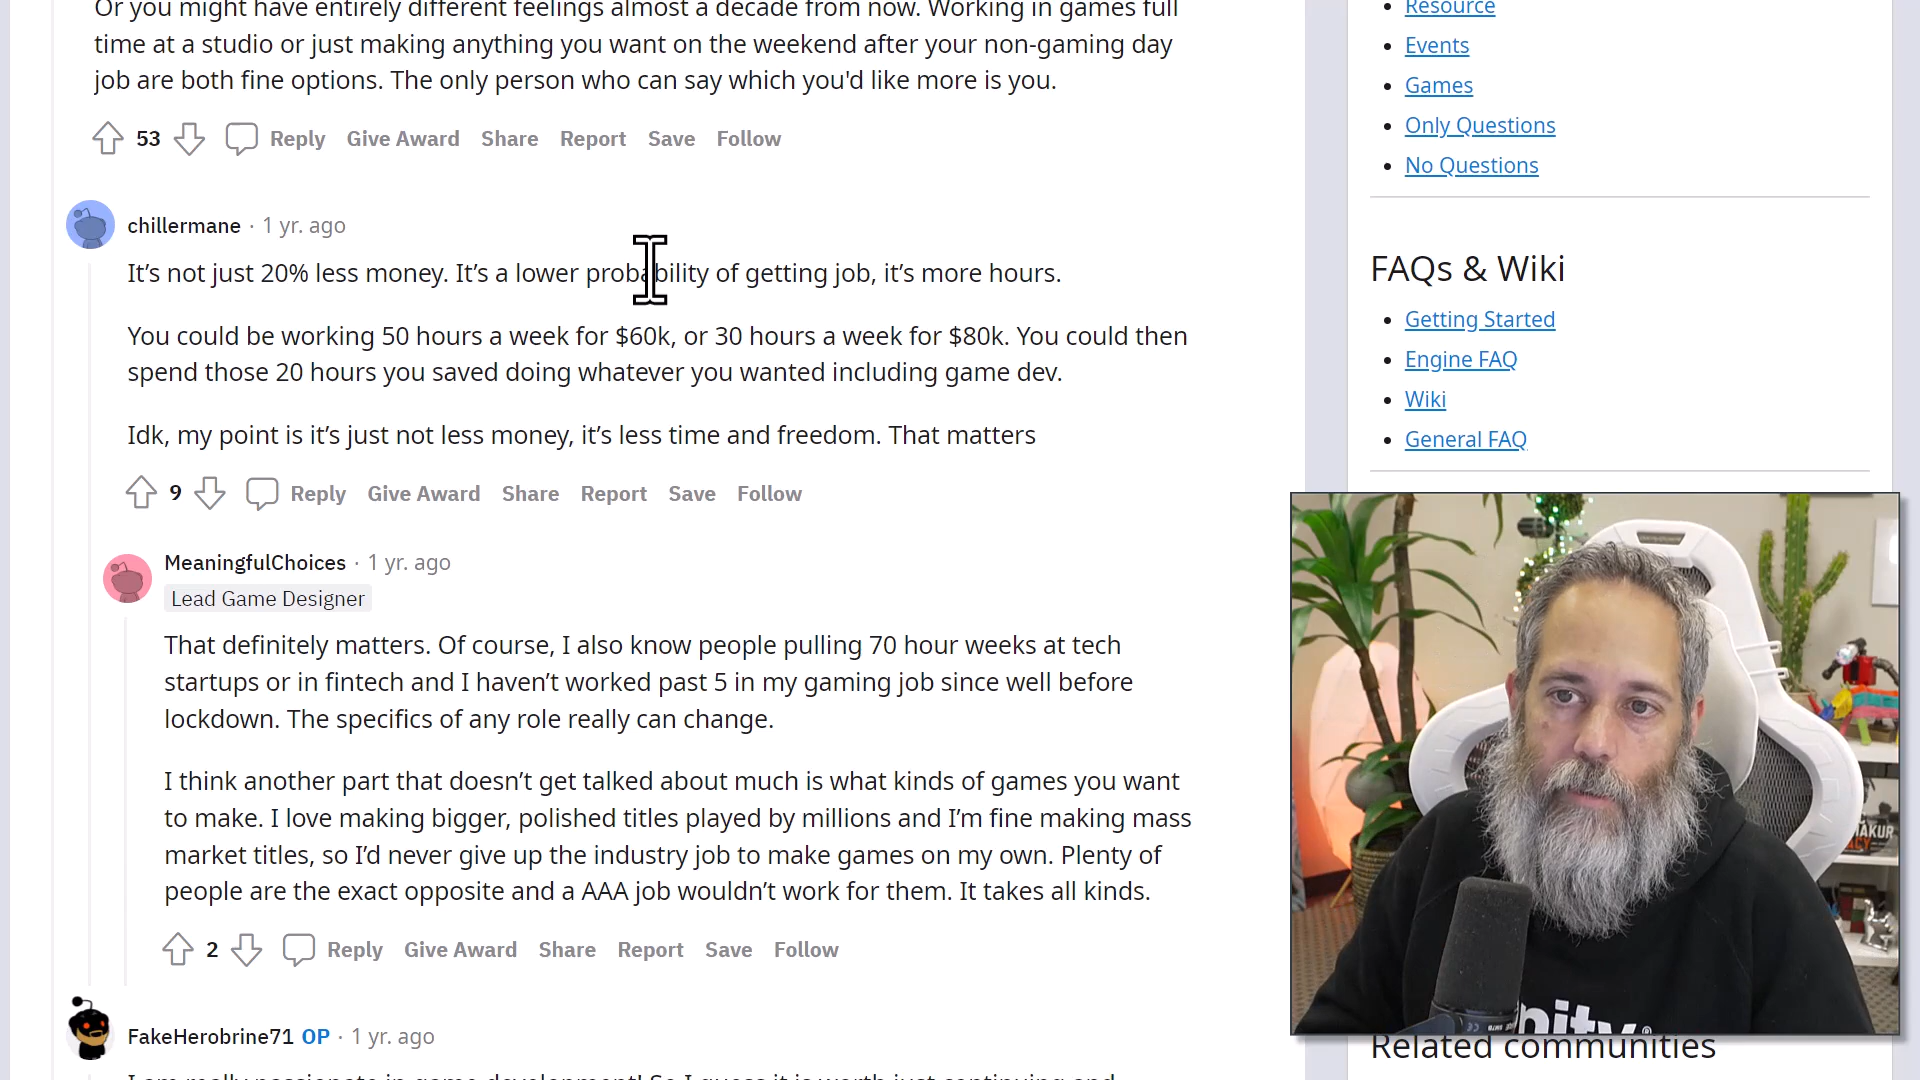 Or you might have entirely different feelings almost a decade from now. Working in games full
time at a studio or just making anything you want on the weekend after your non-gaming day
job are both fine options. The only person who can say which you'd like more is you.
53 Reply Give Award Share Report Save Follow
chillermane · 1 yr. ago
It’s not just 20% less money. It’s a lower probability of getting job, it’s more hours.
You could be working 50 hours a week for $60k, or 30 hours a week for $80k. You could then
spend those 20 hours you saved doing whatever you wanted including game dev.
Idk, my point is it’s just not less money, it’s less time and freedom. That matters
9 Reply Give Award Share Report Save Follow
MeaningfulChoices · 1 yr. ago
Lead Game Designer
That definitely matters. Of course, I also know people pulling 70 hour weeks at tech
startups or in fintech and I haven’t worked past 5 in my gaming job since well before
lockdown. The specifics of any role really can change.
I think another part that doesn’t get talked about much is what kinds of games you want
to make. I love making bigger, polished titles played by millions and I’m fine making mass
market titles, so I’d never give up the industry job to make games on my own. Plenty of
people are the exact opposite and a AAA job wouldn’t work for them. It takes all kinds.
2 Reply Give Award Share Report Save Follow
FakeHerobrine71 OP · 1 yr. ago
I am really passionate in game development! So I guess it is worth just continuing and
Resource
Events
Games
Only Questions
No Questions
FAQs & Wiki
Getting Started
Engine FAQ
Wiki
General FAQ
Related communities